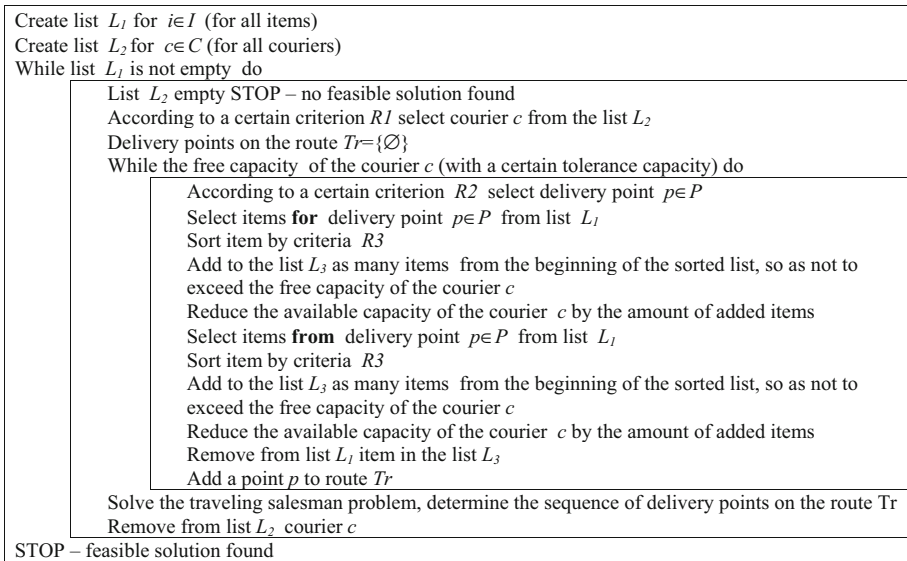 Create list L₁ for i∈I (for all items)
Create list L₂ for c∈C (for all couriers)
While list L₁ is not empty do
List L₂ empty STOP – no feasible solution found
According to a certain criterion R1 select courier c from the list L₂
Delivery points on the route Tr={∅}
While the free capacity of the courier c (with a certain tolerance capacity) do
According to a certain criterion R2 select delivery point p∈P
Select items for delivery point p∈P from list L₁
Sort item by criteria R3
Add to the list L₃ as many items from the beginning of the sorted list, so as not to
exceed the free capacity of the courier c
Reduce the available capacity of the courier c by the amount of added items
Select items from delivery point p∈P from list L₁
Sort item by criteria R3
Add to the list L₃ as many items from the beginning of the sorted list, so as not to
exceed the free capacity of the courier c
Reduce the available capacity of the courier c by the amount of added items
Remove from list L₁ item in the list L₃
Add a point p to route Tr
Solve the traveling salesman problem, determine the sequence of delivery points on the route Tr
Remove from list L₂ courier c
STOP – feasible solution found